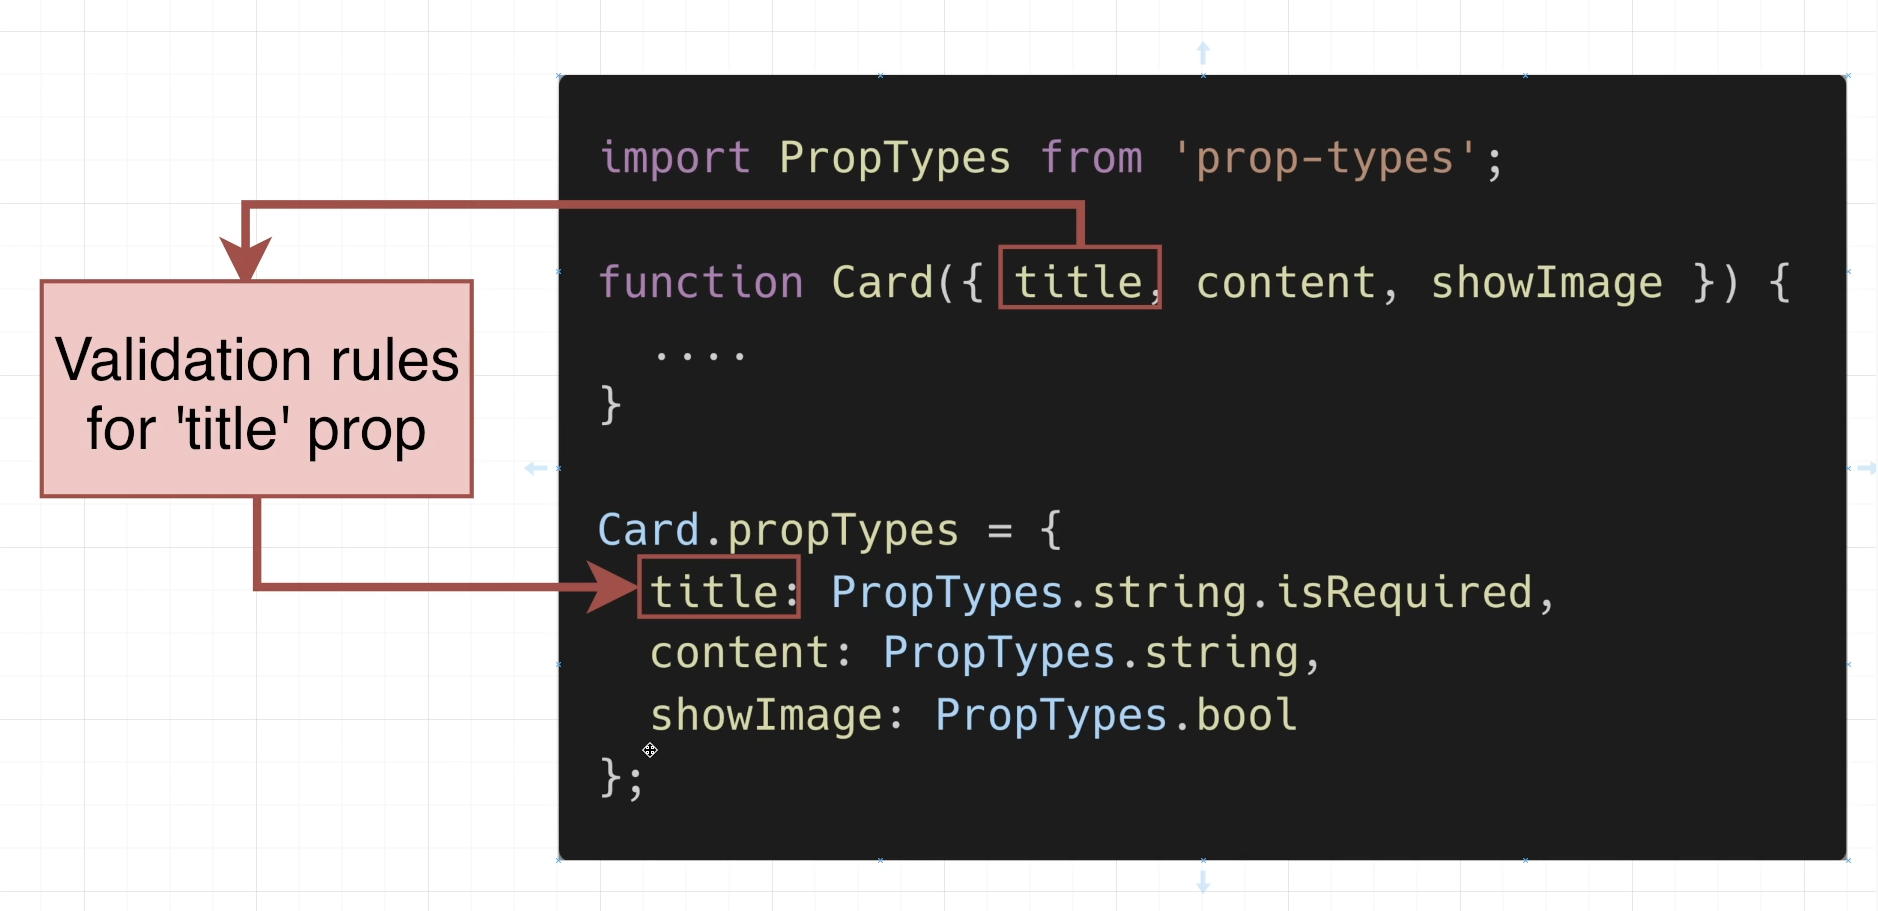 import PropTypes from 'prop-types';
function Card({ title, content, showImage }) {
....
}
Validation rules
for 'title' prop
Card.propTypes = {
title: PropTypes.string.isRequired,
content: PropTypes.string,
showImage: PropTypes.bool
};